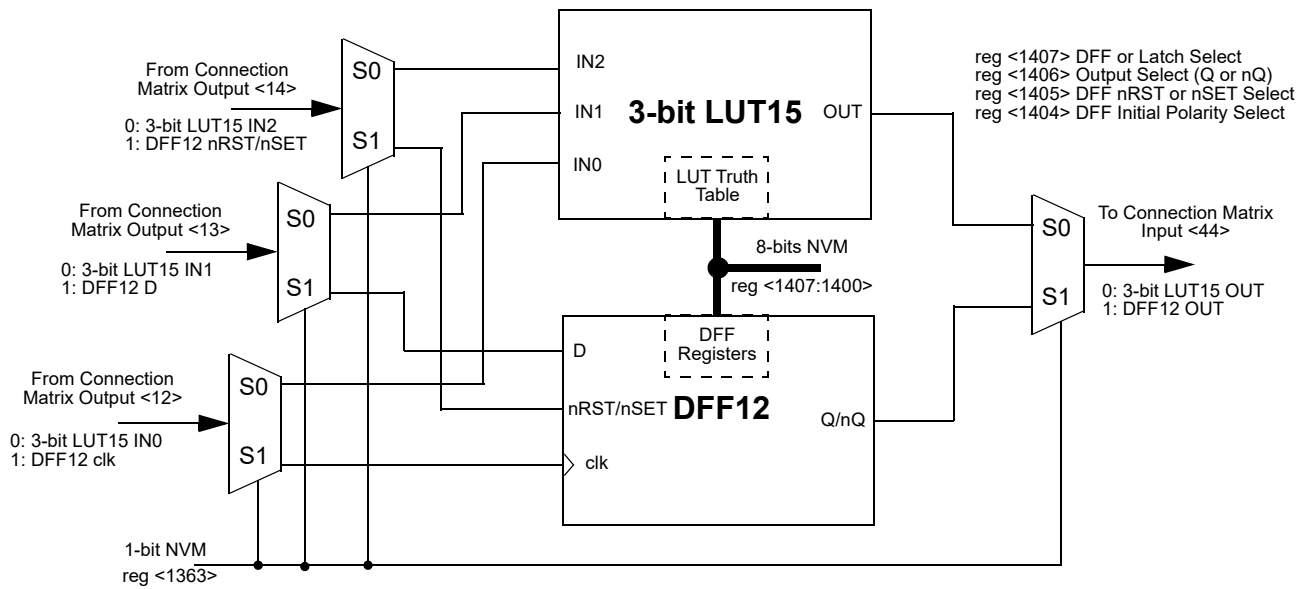 From Connection
Matrix Output <14>
0: 3-bit LUT15 IN2
1: DFF12 nRST/nSET
S0
S1
From Connection
Matrix Output <13>
0: 3-bit LUT15 IN1
1: DFF12 D
S0
S1
From Connection
Matrix Output <12>
0: 3-bit LUT15 IN0
1: DFF12 clk
S0
S1
1-bit NVM
reg <1363>
IN2
IN1
IN0
3-bit LUT15
OUT
LUT Truth
Table
8-bits NVM
reg <1407:1400>
DFF
Registers
D
nRST/nSET
DFF12
clk
Q/nQ
reg <1407> DFF or Latch Select
reg <1406> Output Select (Q or nQ)
reg <1405> DFF nRST or nSET Select
reg <1404> DFF Initial Polarity Select
S0
S1
To Connection Matrix
Input <44>
0: 3-bit LUT15 OUT
1: DFF12 OUT